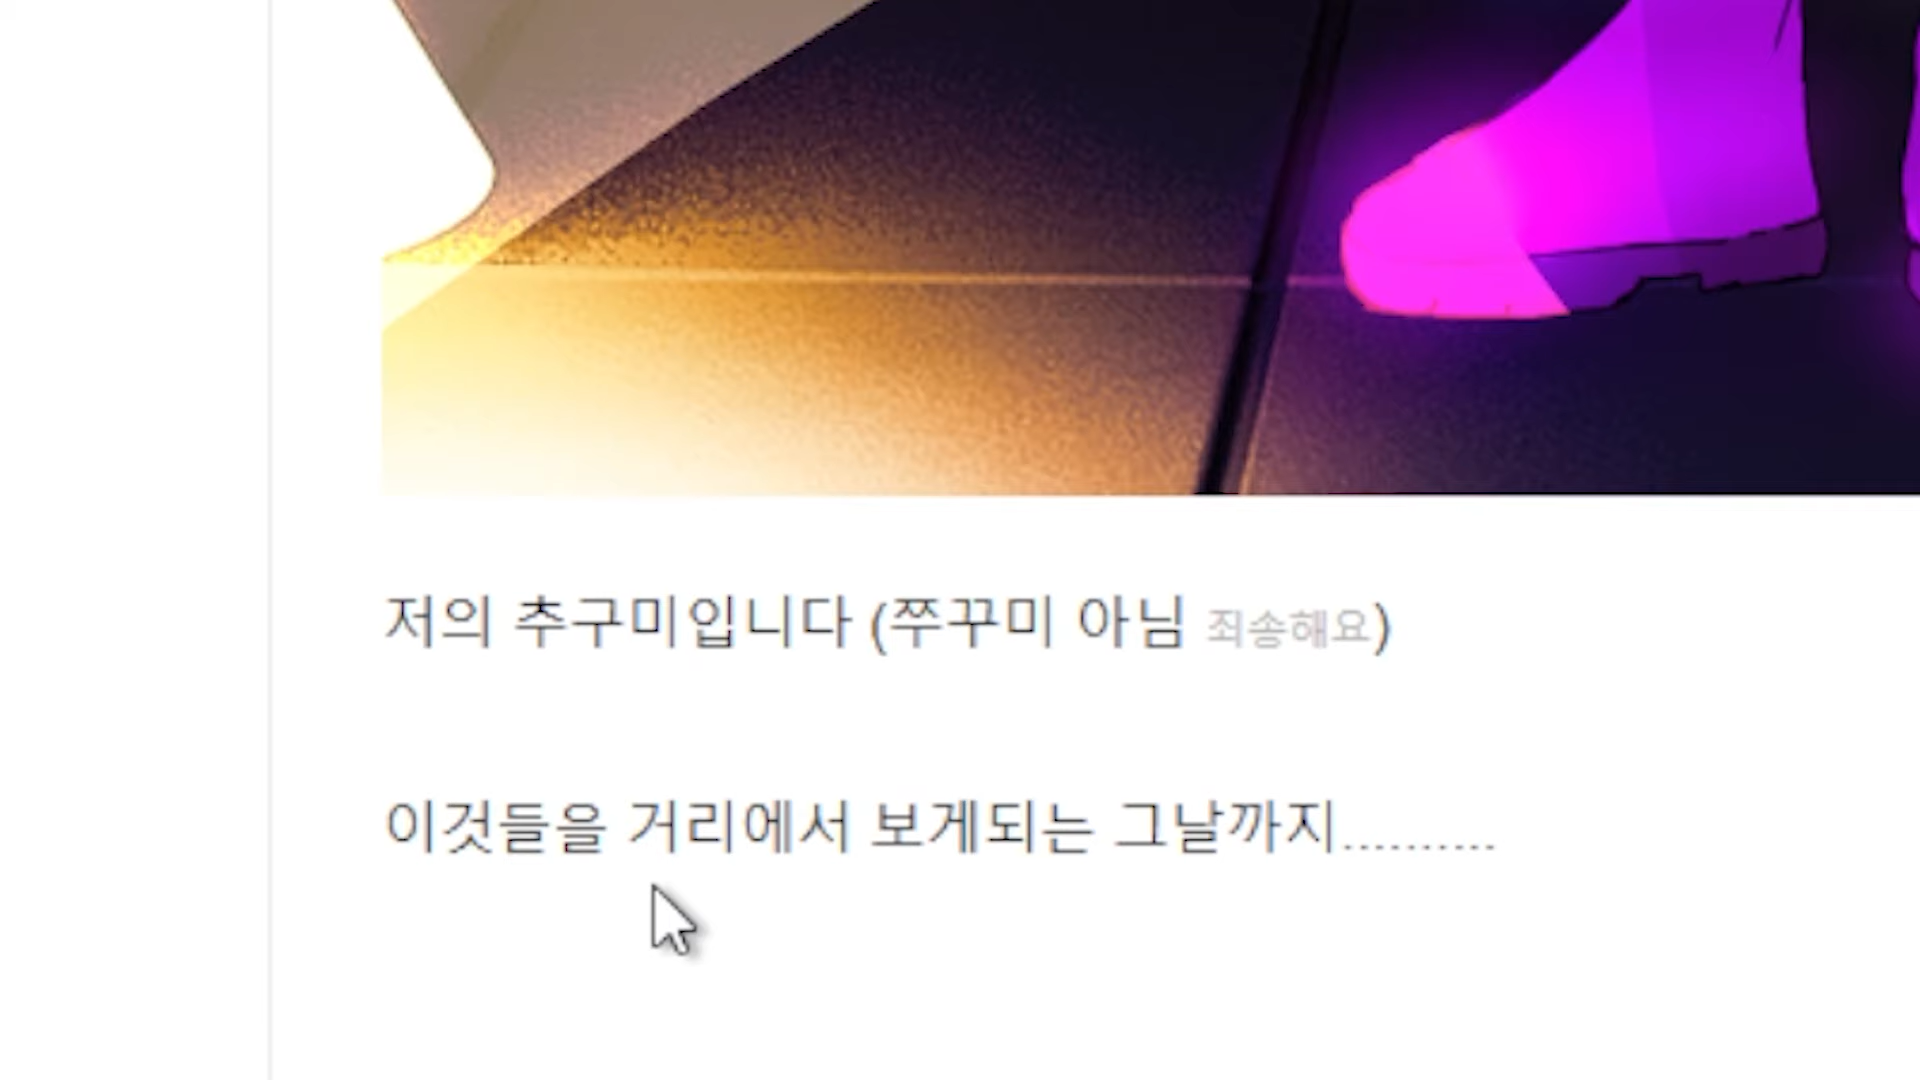 저의 추구미입니다 (쭈꾸미 아님 죄송해요)
이것들을 거리에서 보게되는 그날까지..........